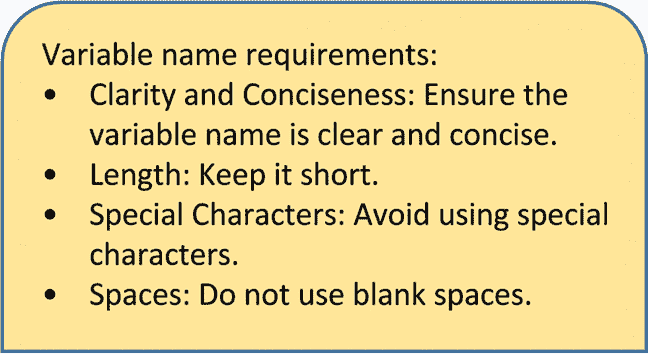 Variable name requirements:
• Clarity and Conciseness: Ensure the
variable name is clear and concise.
• Length: Keep it short.
• Special Characters: Avoid using special
characters.
• Spaces: Do not use blank spaces.